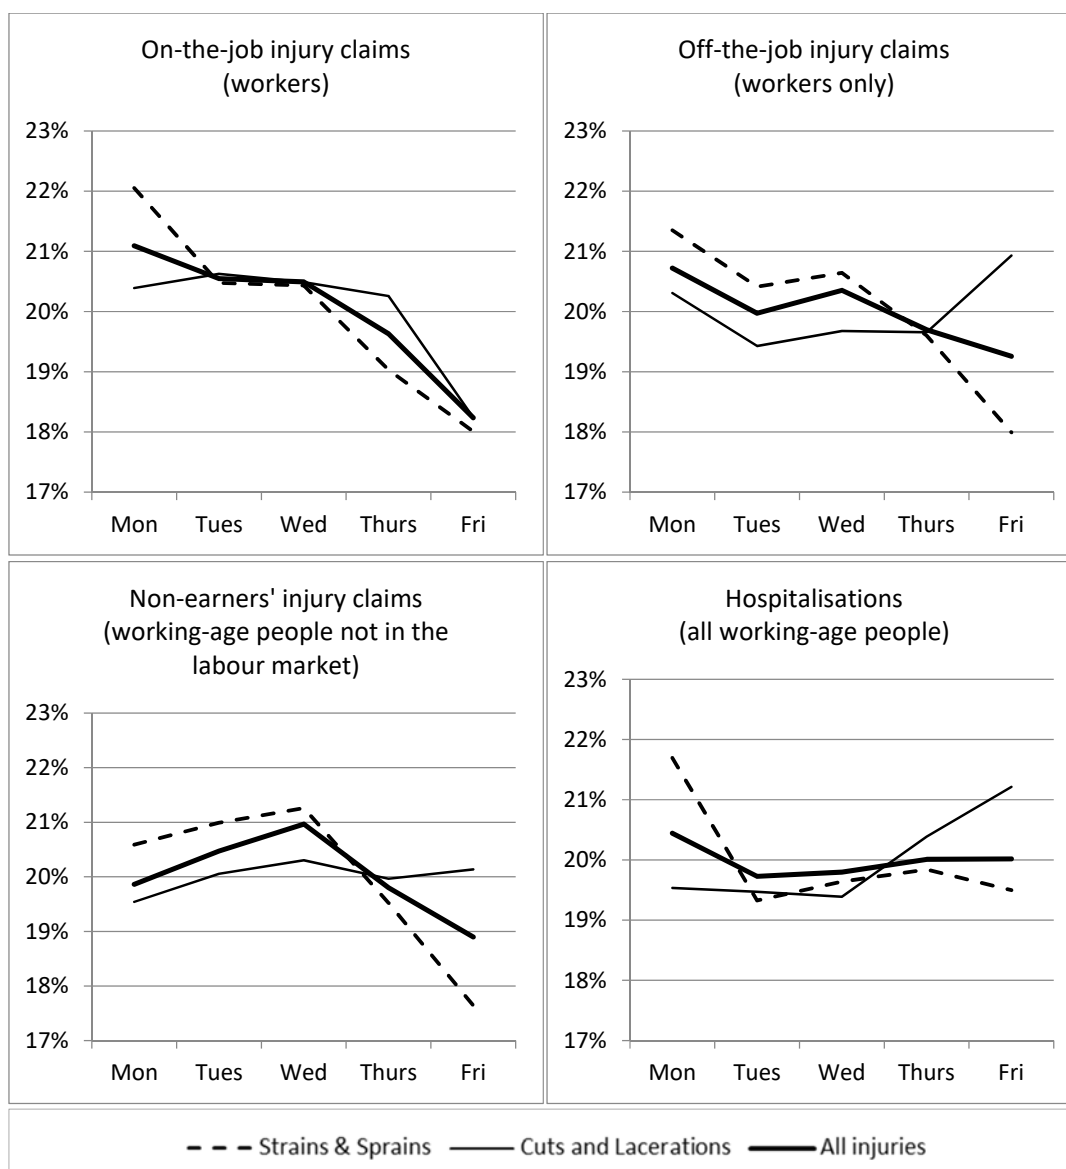 On-the-job injury claims
(workers)
23%
22%
21%
20%
19%
18%
17%
Mon Tues Wed Thurs Fri
Off-the-job injury claims
(workers only)
23%
22%
21%
20%
19%
18%
17%
Mon Tues Wed Thurs Fri
Non-earners' injury claims
(working-age people not in the
labour market)
23%
22%
21%
20%
19%
18%
17%
Mon Tues Wed Thurs Fri
Hospitalisations
(all working-age people)
23%
22%
21%
20%
19%
18%
17%
Mon Tues Wed Thurs Fri
Strains & Sprains Cuts and Lacerations All injuries